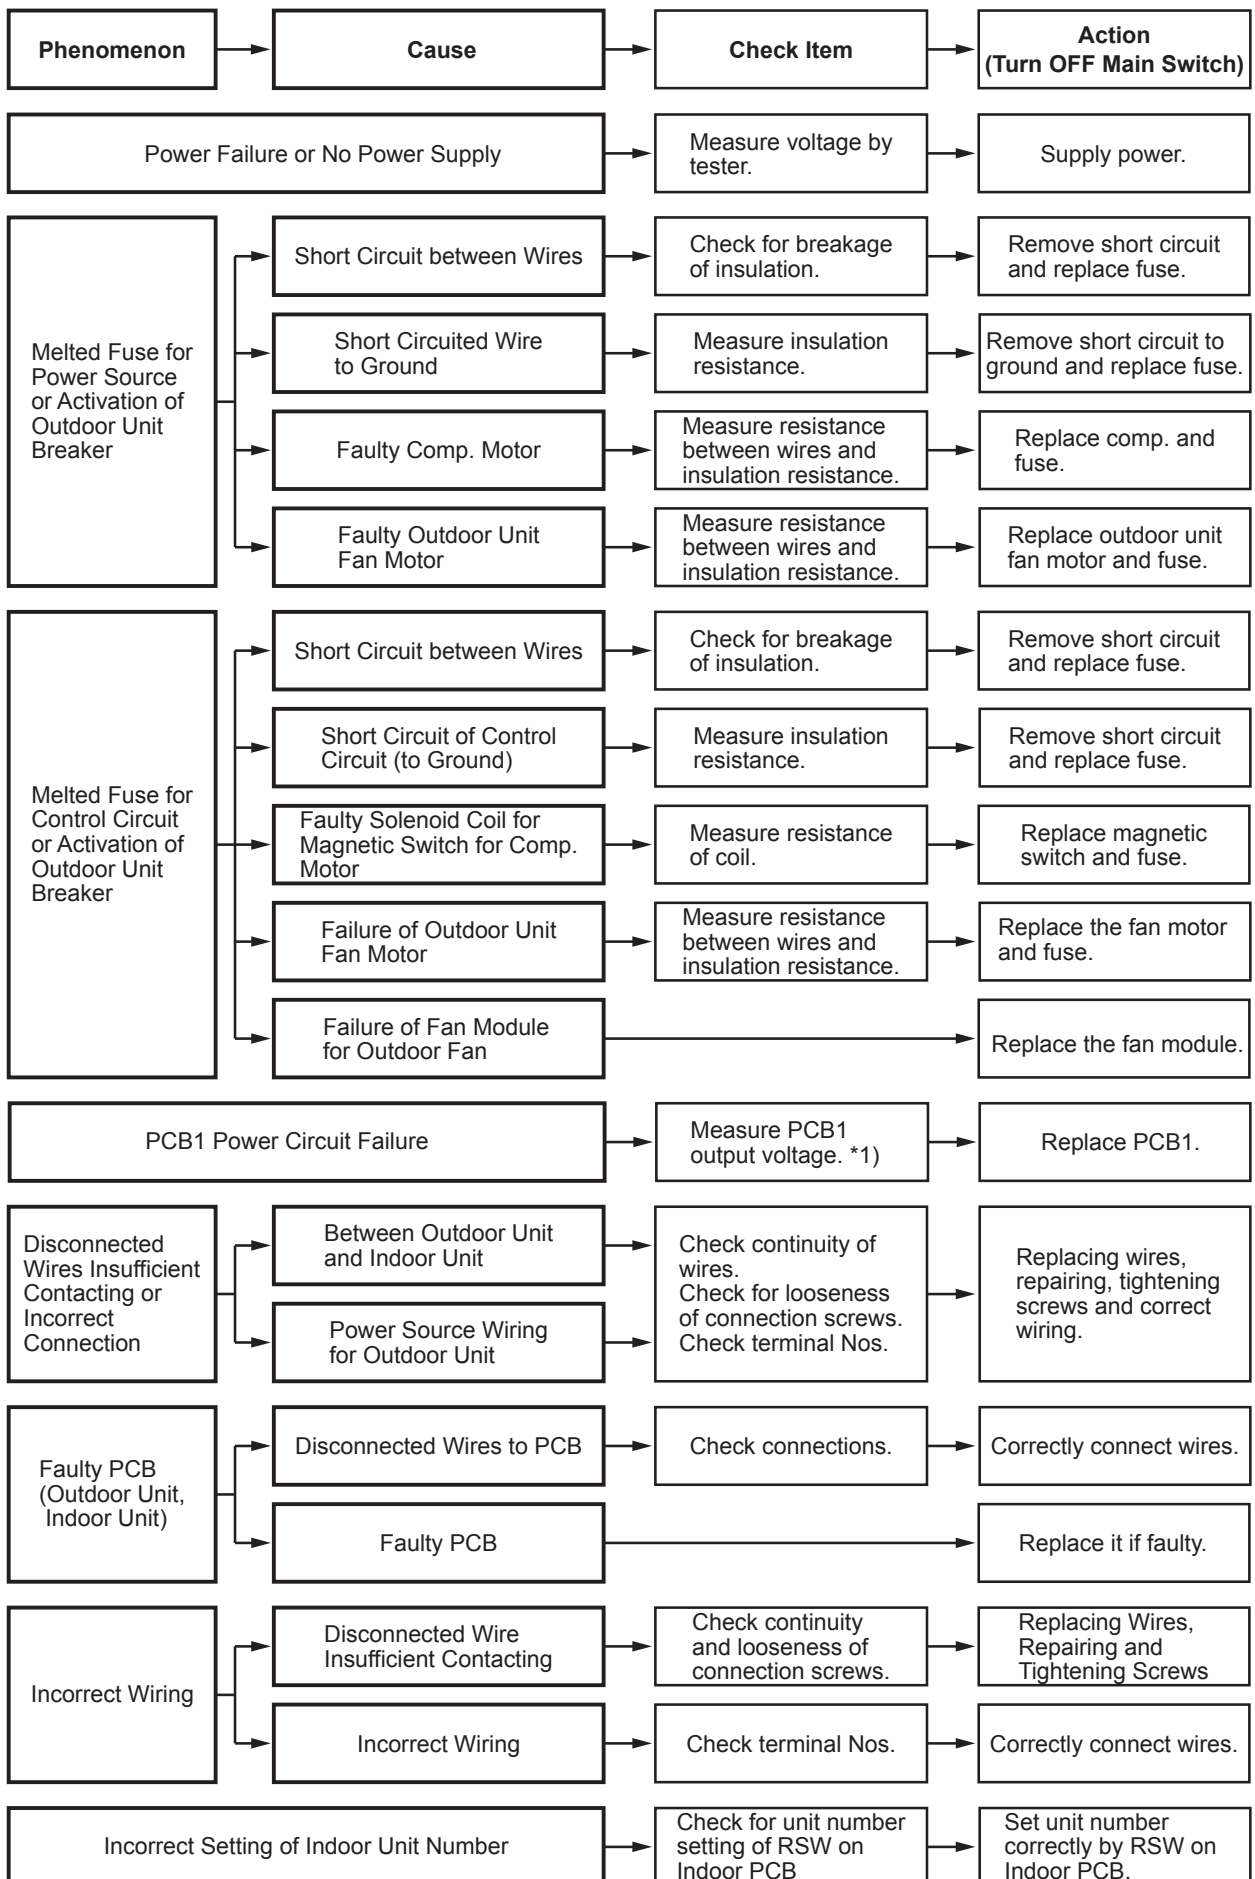 Phenomenon
Cause
Check Item
Action
(Turn OFF Main Switch)
Power Failure or No Power Supply
Measure voltage by
tester.
Supply power.
Melted Fuse for
Power Source
or Activation of
Outdoor Unit
Breaker
Short Circuit between Wires
Check for breakage
of insulation.
Remove short circuit
and replace fuse.
Short Circuited Wire
to Ground
Measure insulation
resistance.
Remove short circuit to
ground and replace fuse.
Faulty Comp. Motor
Measure resistance
between wires and
insulation resistance.
Replace comp. and
fuse.
Faulty Outdoor Unit
Fan Motor
Measure resistance
between wires and
insulation resistance.
Replace outdoor unit
fan motor and fuse.
Melted Fuse for
Control Circuit
or Activation of
Outdoor Unit
Breaker
Short Circuit between Wires
Check for breakage
of insulation.
Remove short circuit
and replace fuse.
Short Circuit of Control
Circuit (to Ground)
Measure insulation
resistance.
Remove short circuit
and replace fuse.
Faulty Solenoid Coil for
Magnetic Switch for Comp.
Motor
Measure resistance
of coil.
Replace magnetic
switch and fuse.
Failure of Outdoor Unit
Fan Motor
Measure resistance
between wires and
insulation resistance.
Replace the fan motor
and fuse.
Failure of Fan Module
for Outdoor Fan
Replace the fan module.
PCB1 Power Circuit Failure
Measure PCB1
output voltage. *1)
Replace PCB1.
Disconnected
Wires Insufficient
Contacting or
Incorrect
Connection
Between Outdoor Unit
and Indoor Unit
Power Source Wiring
for Outdoor Unit
Check continuity of
wires.
Check for looseness
of connection screws.
Check terminal Nos.
Replacing wires,
repairing, tightening
screws and correct
wiring.
Faulty PCB
(Outdoor Unit,
Indoor Unit)
Disconnected Wires to PCB
Check connections.
Correctly connect wires.
Faulty PCB
Replace it if faulty.
Incorrect Wiring
Disconnected Wire
Insufficient Contacting
Check continuity
and looseness of
connection screws.
Replacing Wires,
Repairing and
Tightening Screws
Incorrect Wiring
Check terminal Nos.
Correctly connect wires.
Incorrect Setting of Indoor Unit Number
Check for unit number
setting of RSW on
Indoor PCB
Set unit number
correctly by RSW on
Indoor PCB.